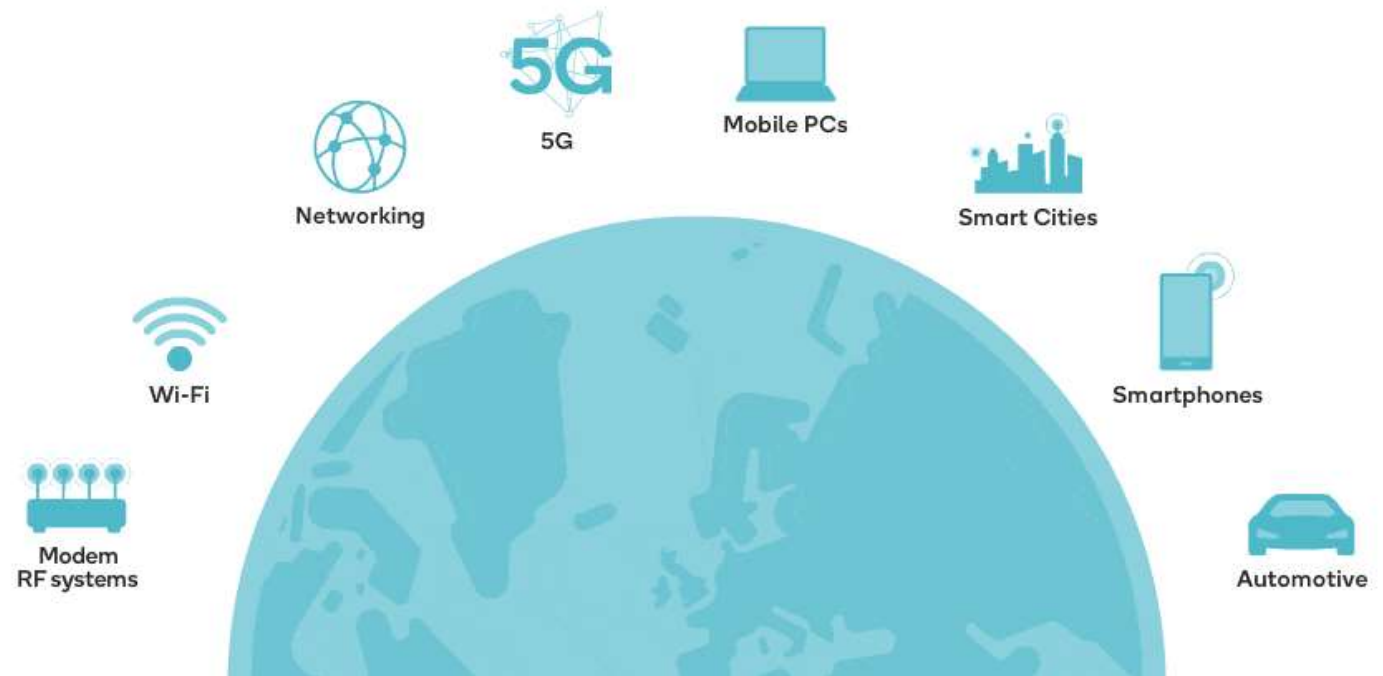 5G
5G
Mobile PCs
Networking
Smart Cities
Wi-Fi
Smartphones
Modem
RF systems
Automotive